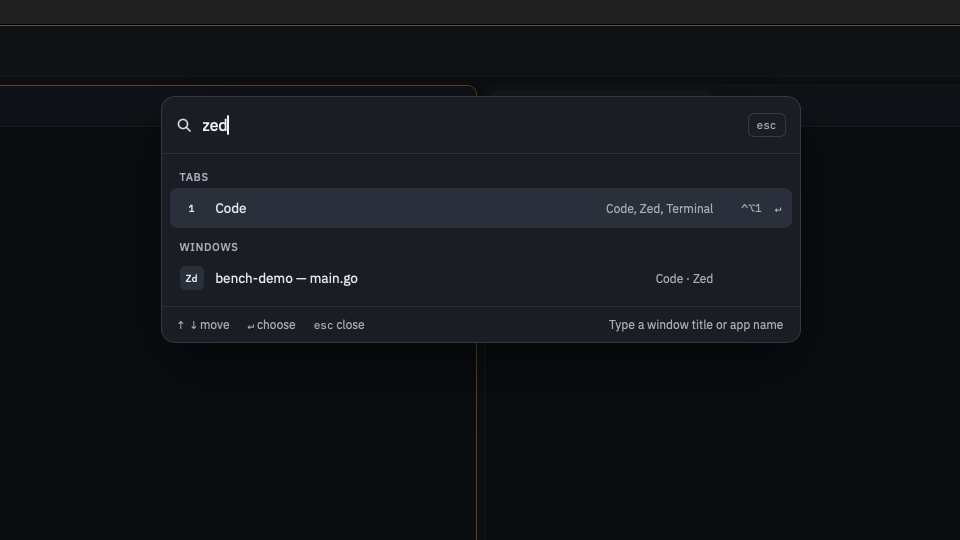 zed
esc
TABS
1 Code Code, Zed, Terminal ^⌥1 ↵
WINDOWS
Zd bench-demo — main.go Code · Zed
↑ ↓ move ↵ choose esc close Type a window title or app name